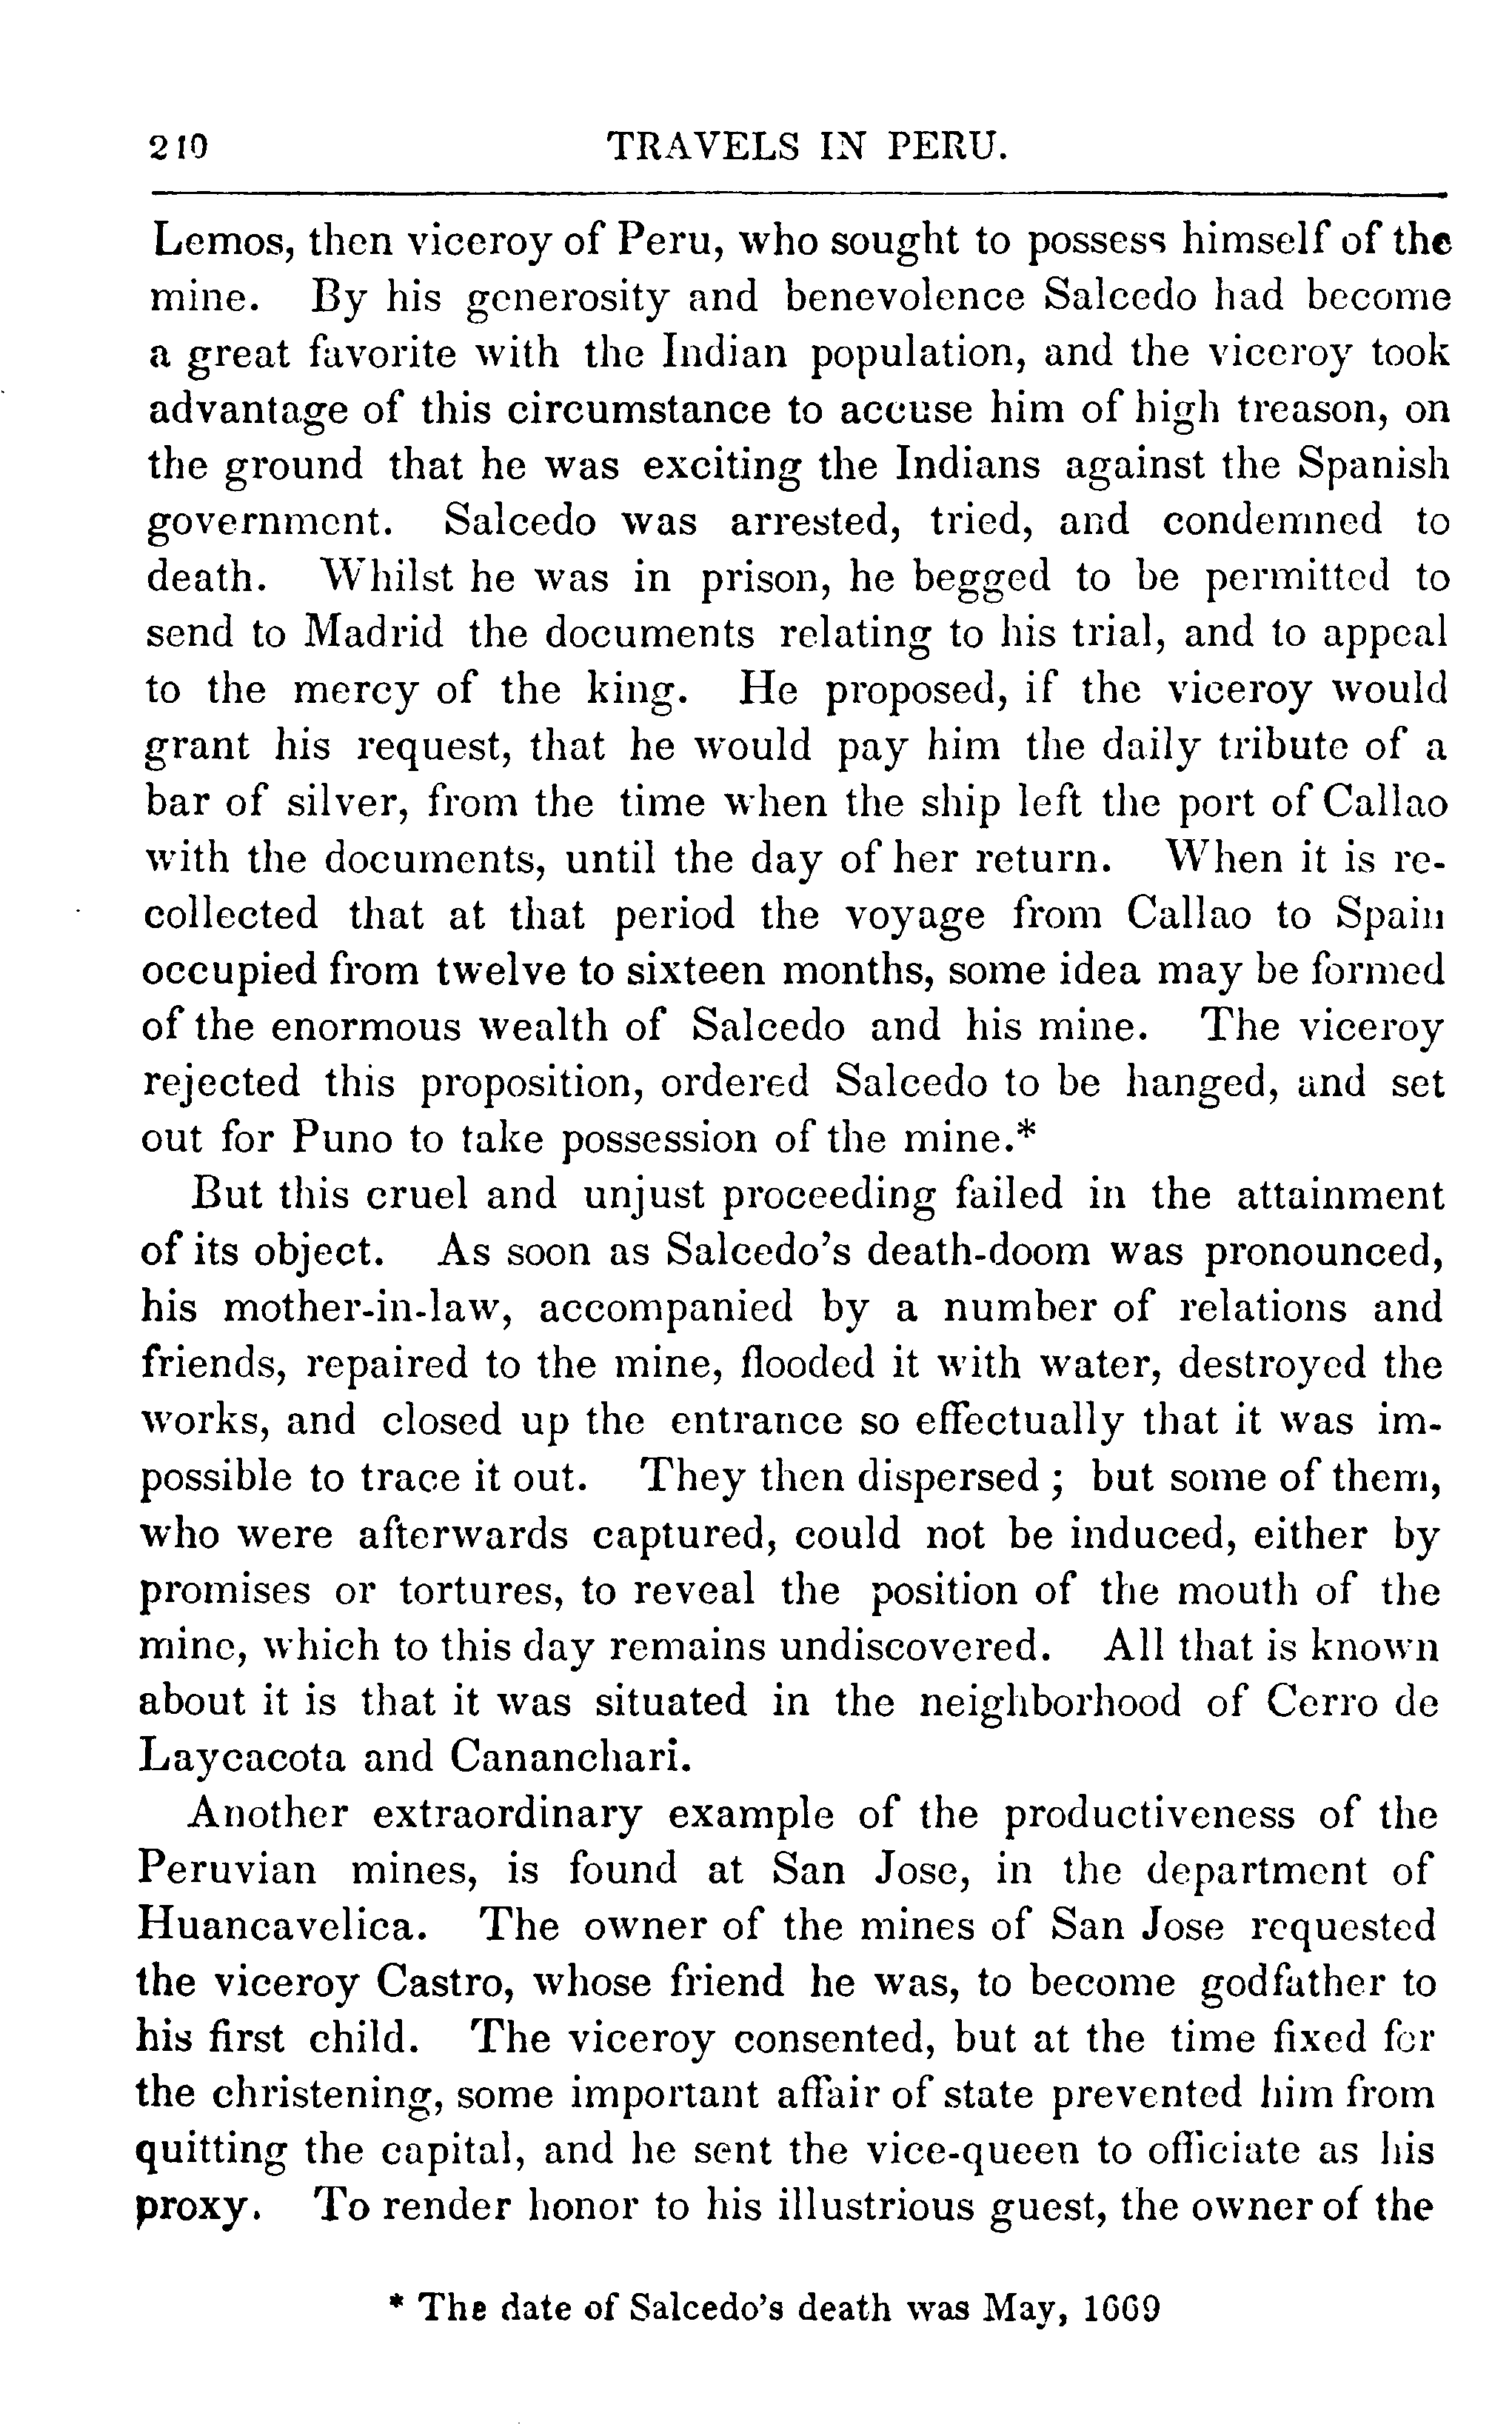 210 TRAVELS IN PERU.
Lemos, then viceroy of Peru, who sought to possess himself of the
mine. By his generosity and benevolence Salcedo had become
a great favorite with the Indian population, and the viceroy took
advantage of this circumstance to accuse him of high treason, on
the ground that he was exciting the Indians against the Spanish
government. Salcedo was arrested, tried, and condemned to
death. Whilst he was in prison, he begged to be permitted to
send to Madrid the documents relating to his trial, and to appeal
to the mercy of the king. He proposed, if the viceroy would
grant his request, that he would pay him the daily tribute of a
bar of silver, from the time when the ship left the port of Callao
with the documents, until the day of her return. When it is re-
collected that at that period the voyage from Callao to Spain
occupied from twelve to sixteen months, some idea may be formed
of the enormous wealth of Salcedo and his mine. The viceroy
rejected this proposition, ordered Salcedo to be hanged, and set
out for Puno to take possession of the mine.*
But this cruel and unjust proceeding failed in the attainment
of its object. As soon as Salcedo's death-doom was pronounced,
his mother-in-law, accompanied by a number of relations and
friends, repaired to the mine, flooded it with water, destroyed the
works, and closed up the entrance so effectually that it was im-
possible to trace it out. They then dispersed ; but some of them,
who were afterwards captured, could not be induced, either by
promises or tortures, to reveal the position of the mouth of the
mine, which to this day remains undiscovered. All that is known
about it is that it was situated in the neighborhood of Cerro de
Laycacota and Cananchari.
Another extraordinary example of the productiveness of the
Peruvian mines, is found at San Jose, in the department of
Huancavelica. The owner of the mines of San Jose requested
the viceroy Castro, whose friend he was, to become godfather to
his first child. The viceroy consented, but at the time fixed for
the christening, some important affair of state prevented him from
quitting the capital, and he sent the vice-queen to officiate as his
proxy. To render honor to his illustrious guest, the owner of the
* The date of Salcedo's death was May, 1669